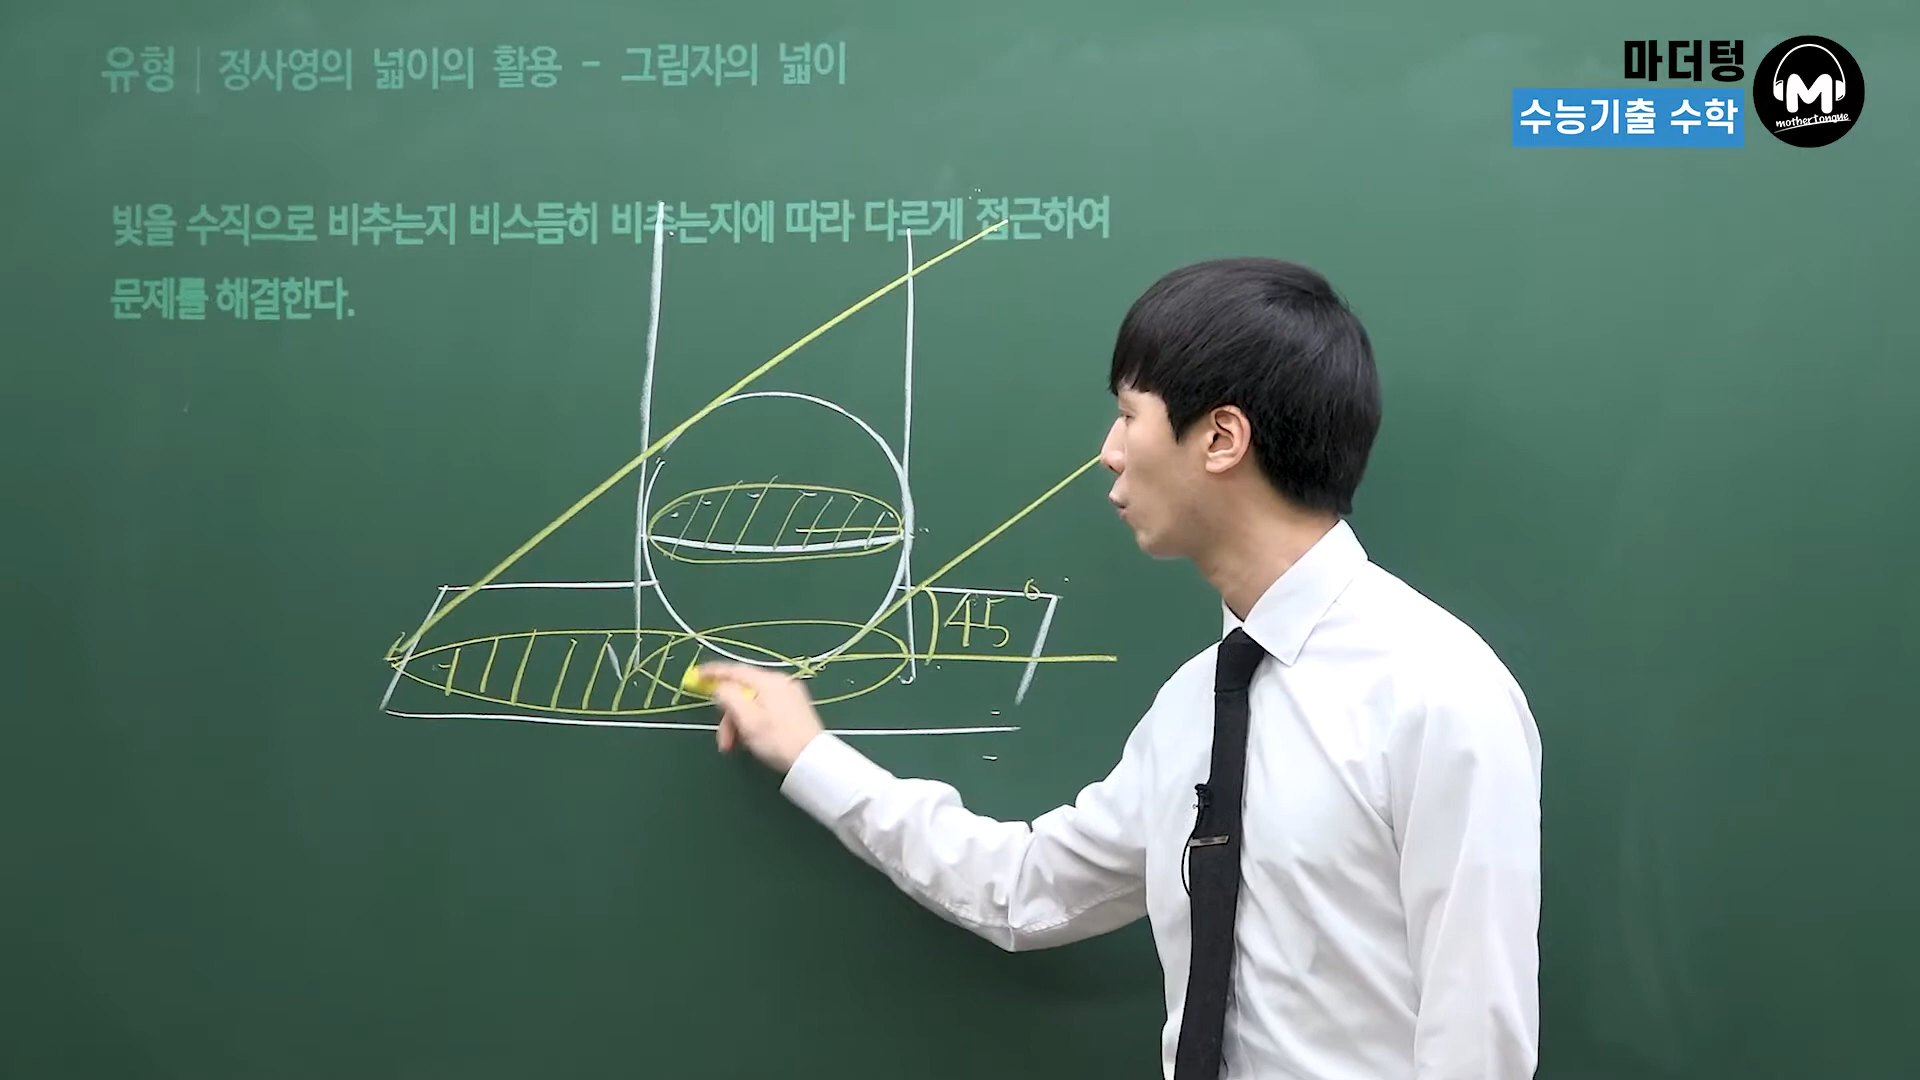 유형 | 정사영의 넓이의 활용 - 그림자의 넓이
마더텅
수능기출 수학
M
mothertongue
빛을 수직으로 비추는지 비스듬히 비추는지에 따라 다르게 접근하여
문제를 해결한다.
45